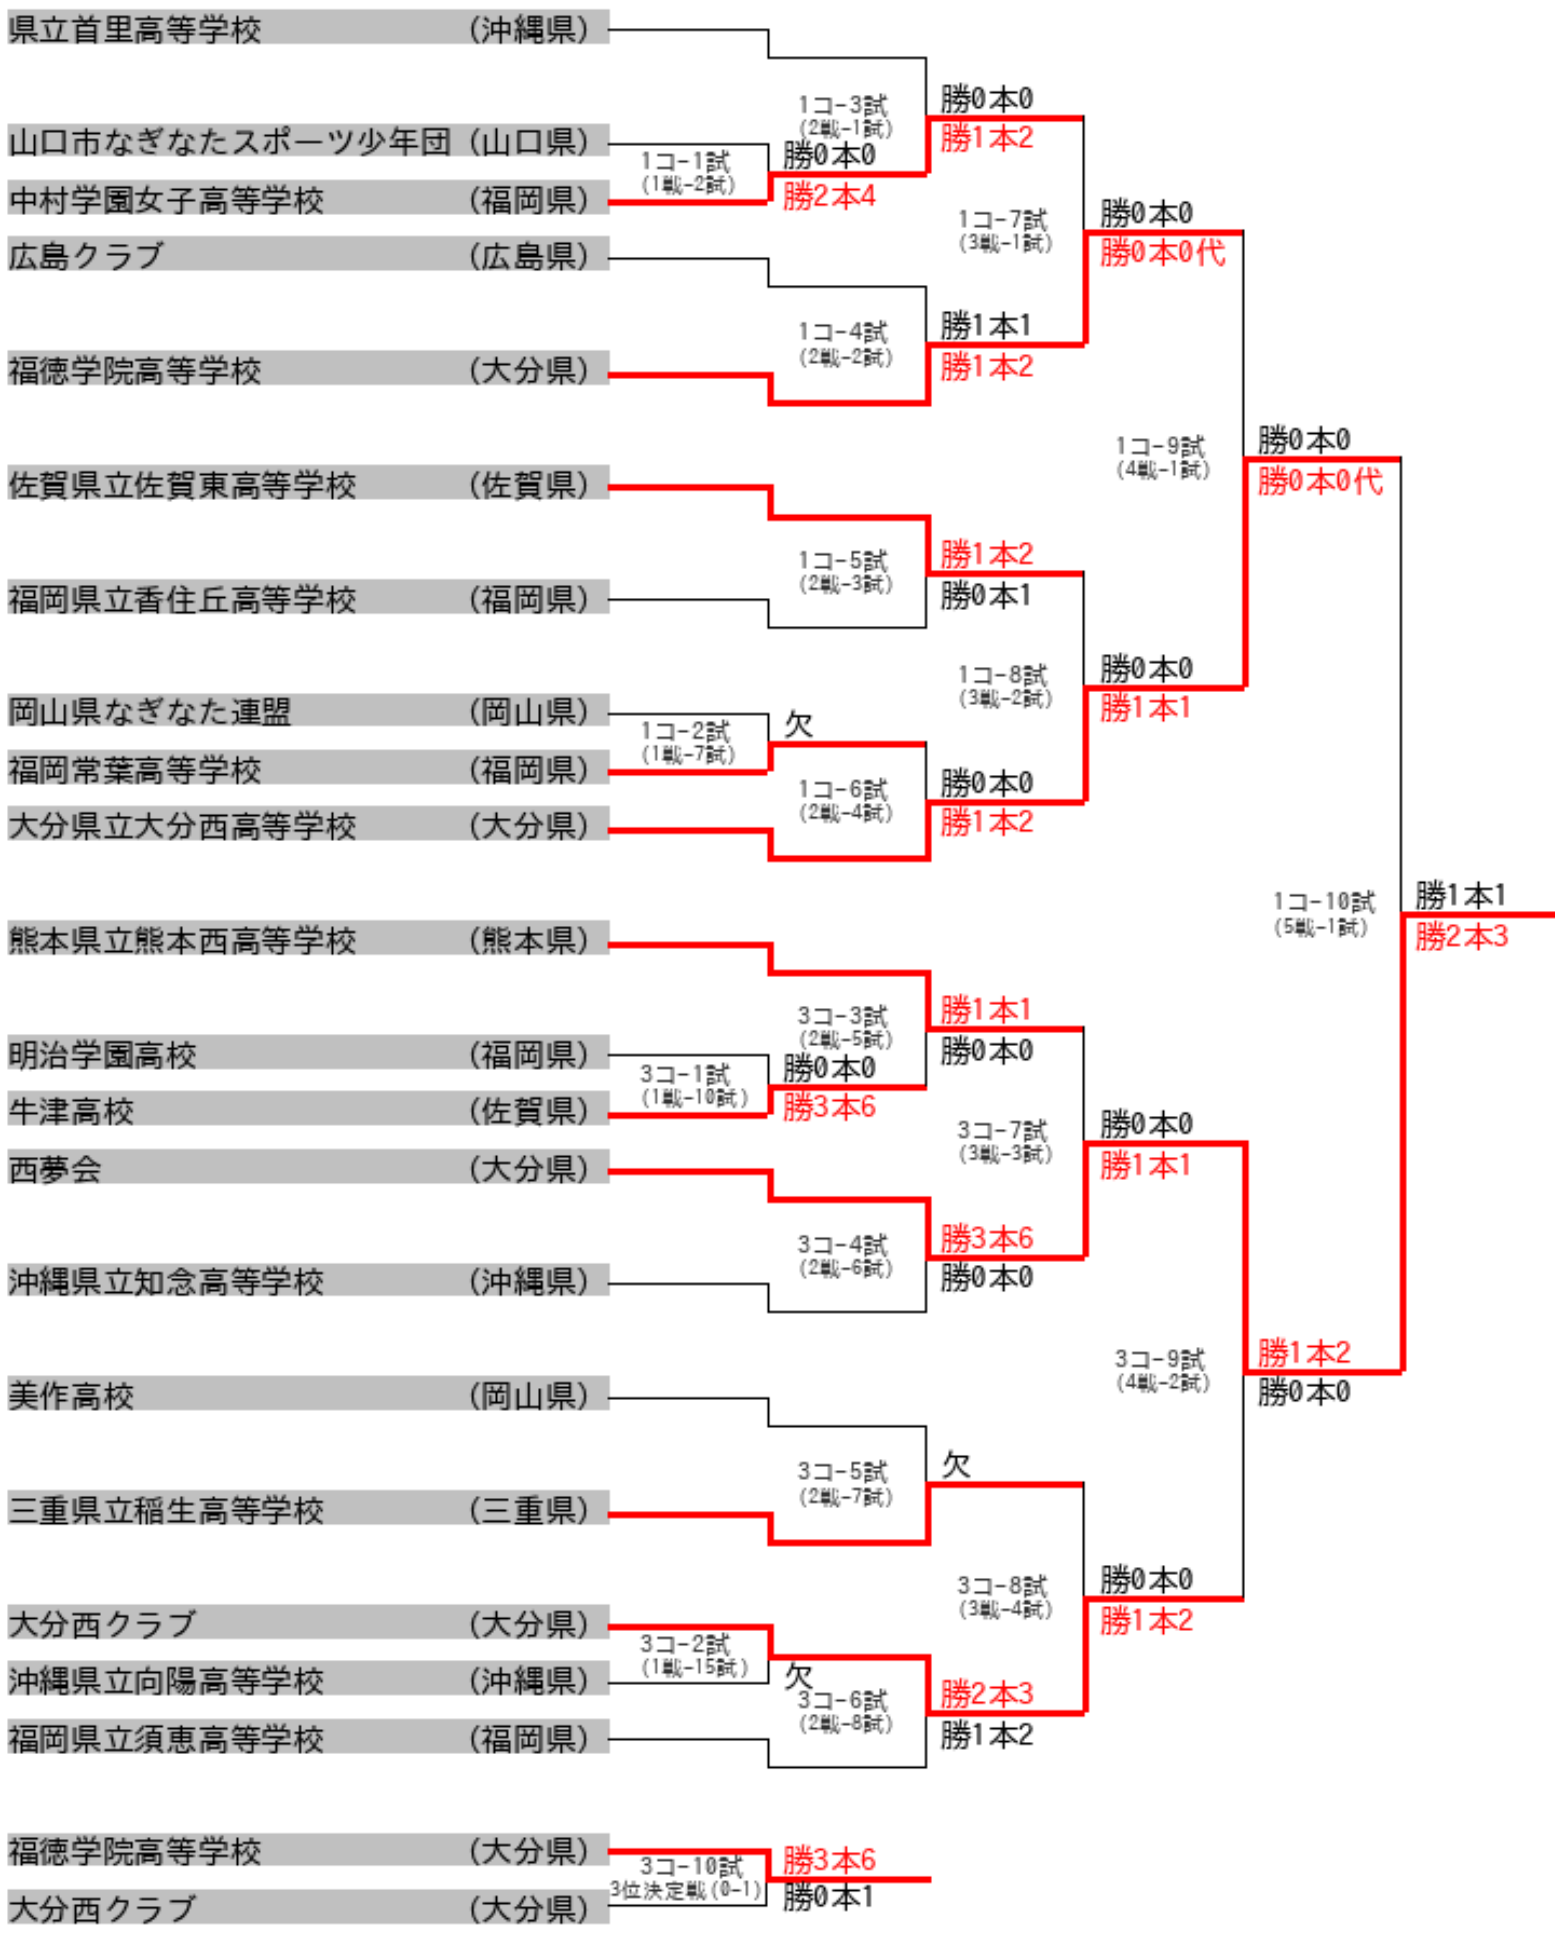 県立首里高等学校 (沖縄県)
勝0本0
1コ-3試
(2戦-1試)
勝1本2
山口市なぎなたスポーツ少年団 (山口県)
勝0本0
1コ-1試
(1戦-2試)
勝2本4
中村学園女子高等学校 (福岡県)
勝0本0
1コ-7試
(3戦-1試)
勝0本0代
広島クラブ (広島県)
勝1本1
1コ-4試
(2戦-2試)
勝1本2
福徳学院高等学校 (大分県)
勝0本0
1コ-9試
(4戦-1試)
勝0本0代
佐賀県立佐賀東高等学校 (佐賀県)
勝1本2
1コ-5試
(2戦-3試)
勝0本1
福岡県立香住丘高等学校 (福岡県)
勝0本0
1コ-8試
(3戦-2試)
勝1本1
岡山県なぎなた連盟 (岡山県)
欠
1コ-2試
(1戦-7試)
福岡常葉高等学校 (福岡県)
勝0本0
1コ-6試
(2戦-4試)
勝1本2
大分県立大分西高等学校 (大分県)
勝1本1
1コ-10試
(5戦-1試)
勝2本3
熊本県立熊本西高等学校 (熊本県)
勝1本1
3コ-3試
(2戦-5試)
勝0本0
明治学園高校 (福岡県)
勝0本0
3コ-1試
(1戦-10試)
勝3本6
牛津高校 (佐賀県)
勝0本0
3コ-7試
(3戦-3試)
勝1本1
西夢会 (大分県)
勝3本6
3コ-4試
(2戦-6試)
勝0本0
沖縄県立知念高等学校 (沖縄県)
勝1本2
3コ-9試
(4戦-2試)
勝0本0
美作高校 (岡山県)
欠
3コ-5試
(2戦-7試)
三重県立稲生高等学校 (三重県)
勝0本0
3コ-8試
(3戦-4試)
勝1本2
大分西クラブ (大分県)
3コ-2試
(1戦-15試)
欠
沖縄県立向陽高等学校 (沖縄県)
勝2本3
3コ-6試
(2戦-8試)
勝1本2
福岡県立須恵高等学校 (福岡県)
福徳学院高等学校 (大分県)
勝3本6
3コ-10試
3位決定戦(0-1)
勝0本1
大分西クラブ (大分県)